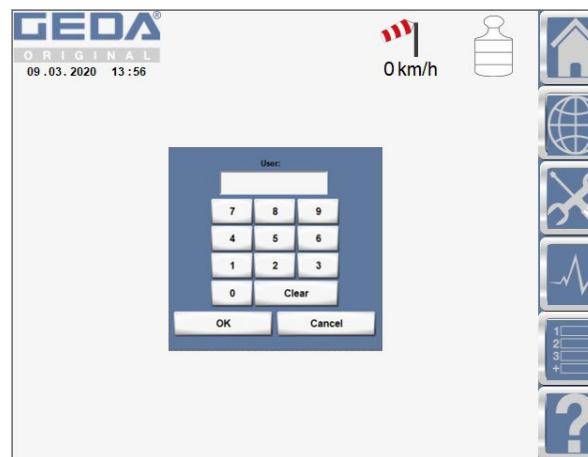 GEDA®
ORIGINAL
09.03.2020 13:56
0 km/h
User:
7 8 9
4 5 6
1 2 3
0 Clear
OK Cancel
1
2
3
+
?